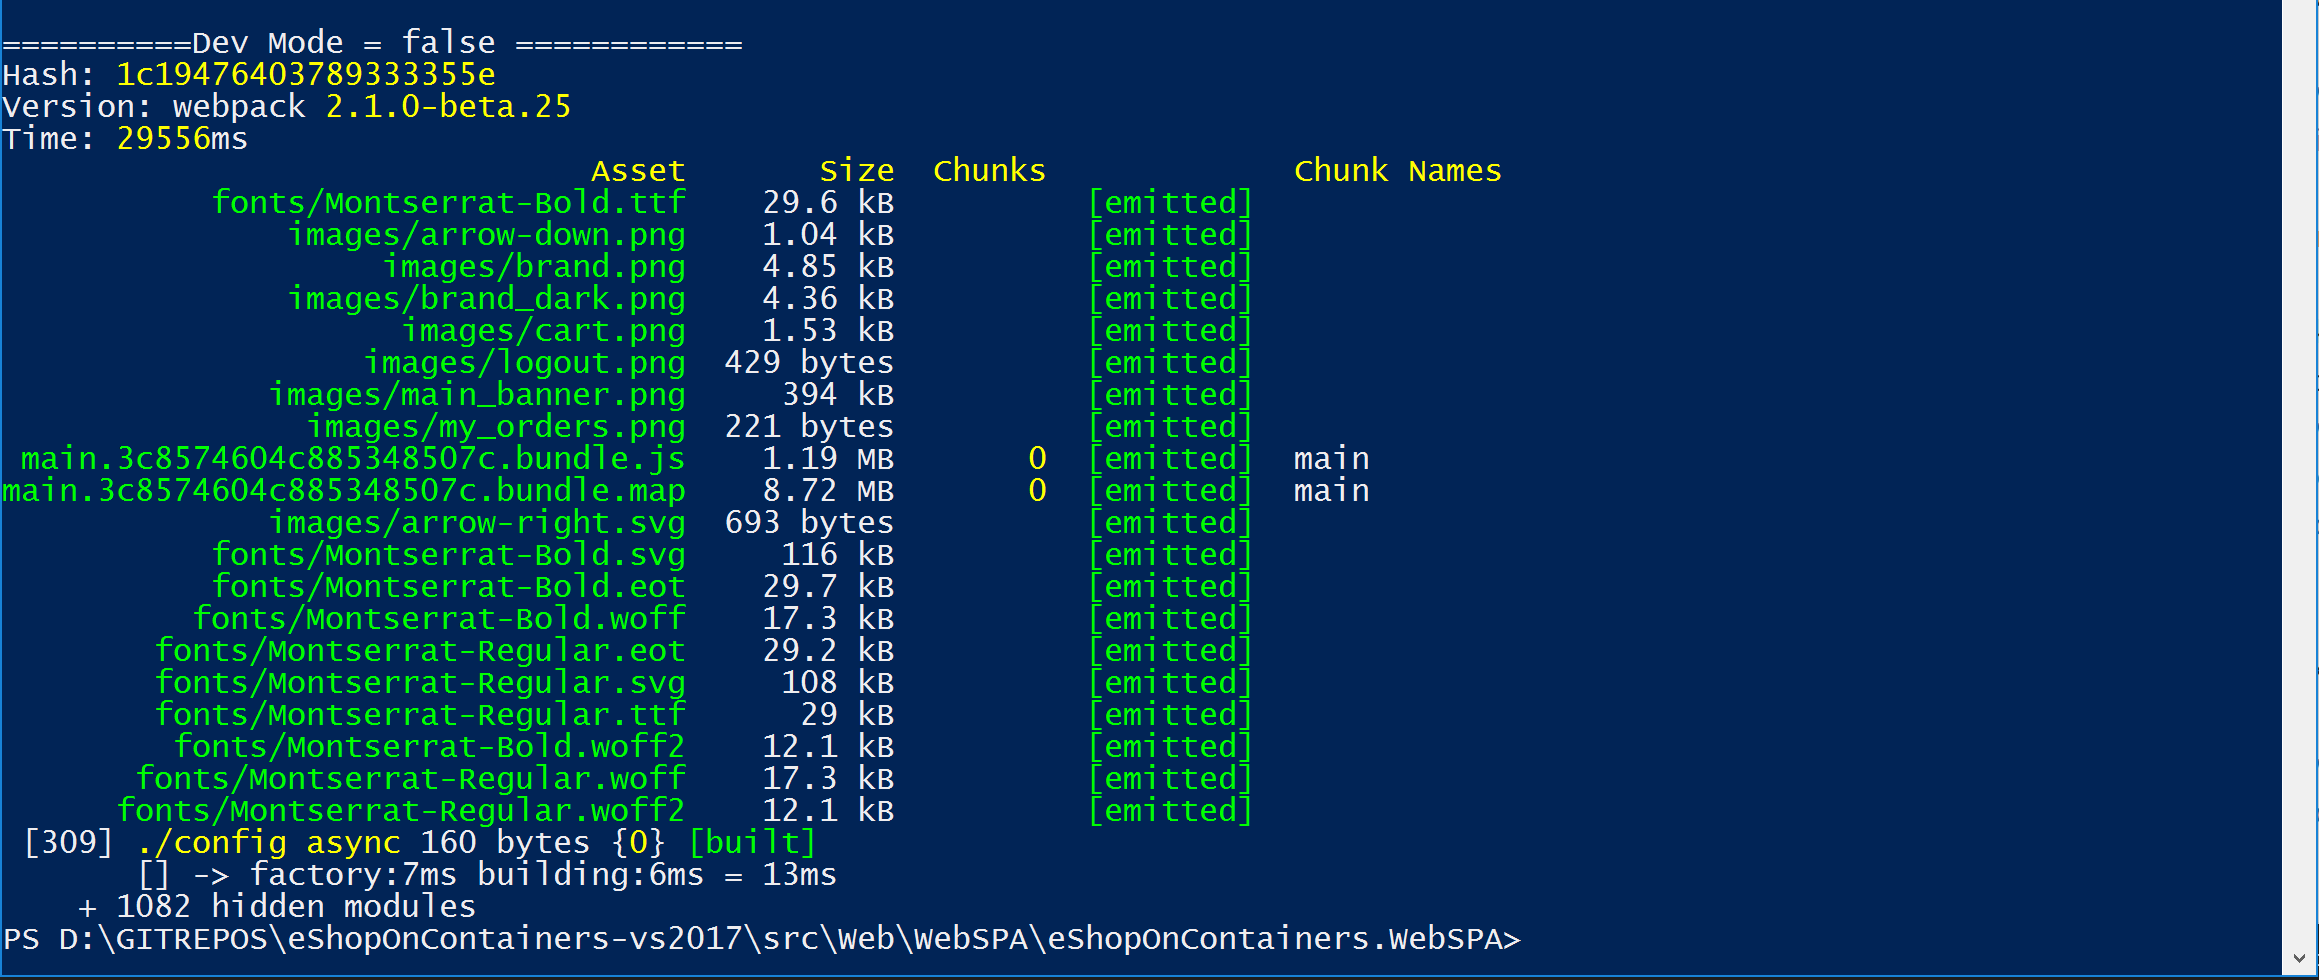 ==========Dev Mode = false ============
Hash: 1c19476403789333355e
Version: webpack 2.1.0-beta.25
Time: 29556ms
Asset Size Chunks Chunk Names
fonts/Montserrat-Bold.ttf 29.6 kB [emitted]
images/arrow-down.png 1.04 kB [emitted]
images/brand.png 4.85 kB [emitted]
images/brand_dark.png 4.36 kB [emitted]
images/cart.png 1.53 kB [emitted]
images/logout.png 429 bytes [emitted]
images/main_banner.png 394 kB [emitted]
images/my_orders.png 221 bytes [emitted]
main.3c8574604c885348507c.bundle.js 1.19 MB 0 [emitted] main
main.3c8574604c885348507c.bundle.map 8.72 MB 0 [emitted] main
images/arrow-right.svg 693 bytes [emitted]
fonts/Montserrat-Bold.svg 116 kB [emitted]
fonts/Montserrat-Bold.eot 29.7 kB [emitted]
fonts/Montserrat-Bold.woff 17.3 kB [emitted]
fonts/Montserrat-Regular.eot 29.2 kB [emitted]
fonts/Montserrat-Regular.svg 108 kB [emitted]
fonts/Montserrat-Regular.ttf 29 kB [emitted]
fonts/Montserrat-Bold.woff2 12.1 kB [emitted]
fonts/Montserrat-Regular.woff 17.3 kB [emitted]
fonts/Montserrat-Regular.woff2 12.1 kB [emitted]
[309] ./config async 160 bytes {0} [built]
[] -> factory:7ms building:6ms = 13ms
+ 1082 hidden modules
PS D:\GITREPOS\eShopOnContainers-vs2017\src\Web\WebSPA\eShopOnContainers.WebSPA>